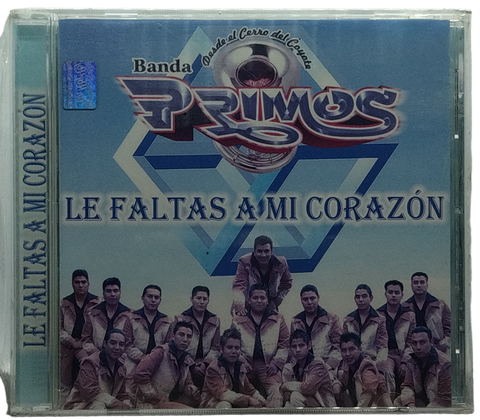 Desde el Cerro del Coyote
Banda
PRIMOS
LE FALTAS A MI CORAZÓN
LE FALTAS A MI CORAZÓN